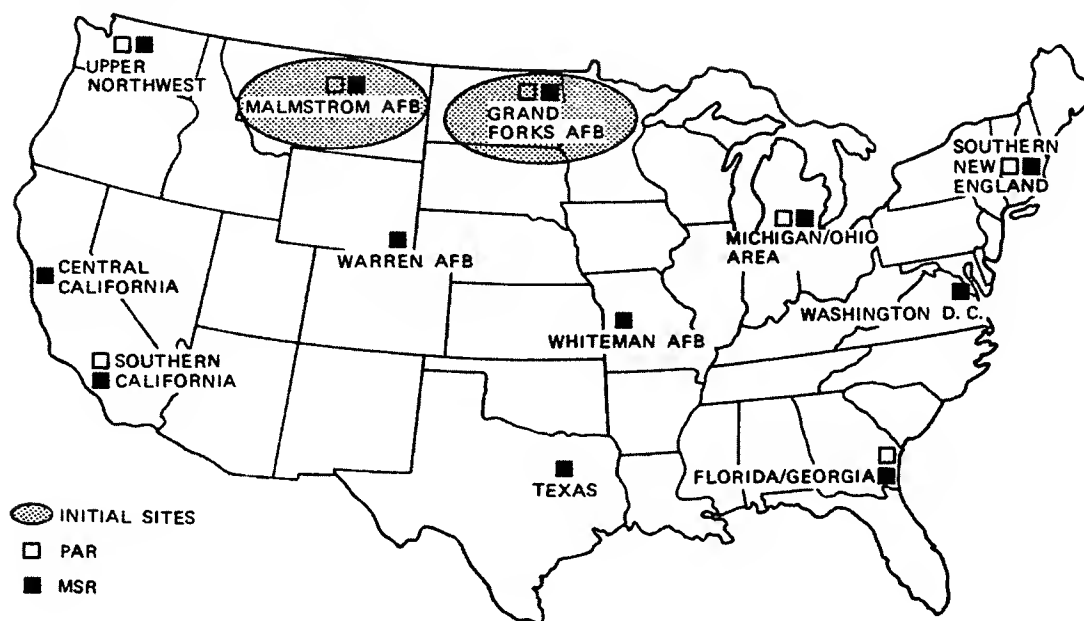 UPPER
NORTHWEST
MALMSTROM AFB
GRAND
FORKS AFB
SOUTHERN
NEW
ENGLAND
MICHIGAN/OHIO
AREA
WARREN AFB
CENTRAL
CALIFORNIA
WASHINGTON D.C.
WHITEMAN AFB
SOUTHERN
CALIFORNIA
TEXAS
FLORIDA/GEORGIA
INITIAL SITES
PAR
MSR